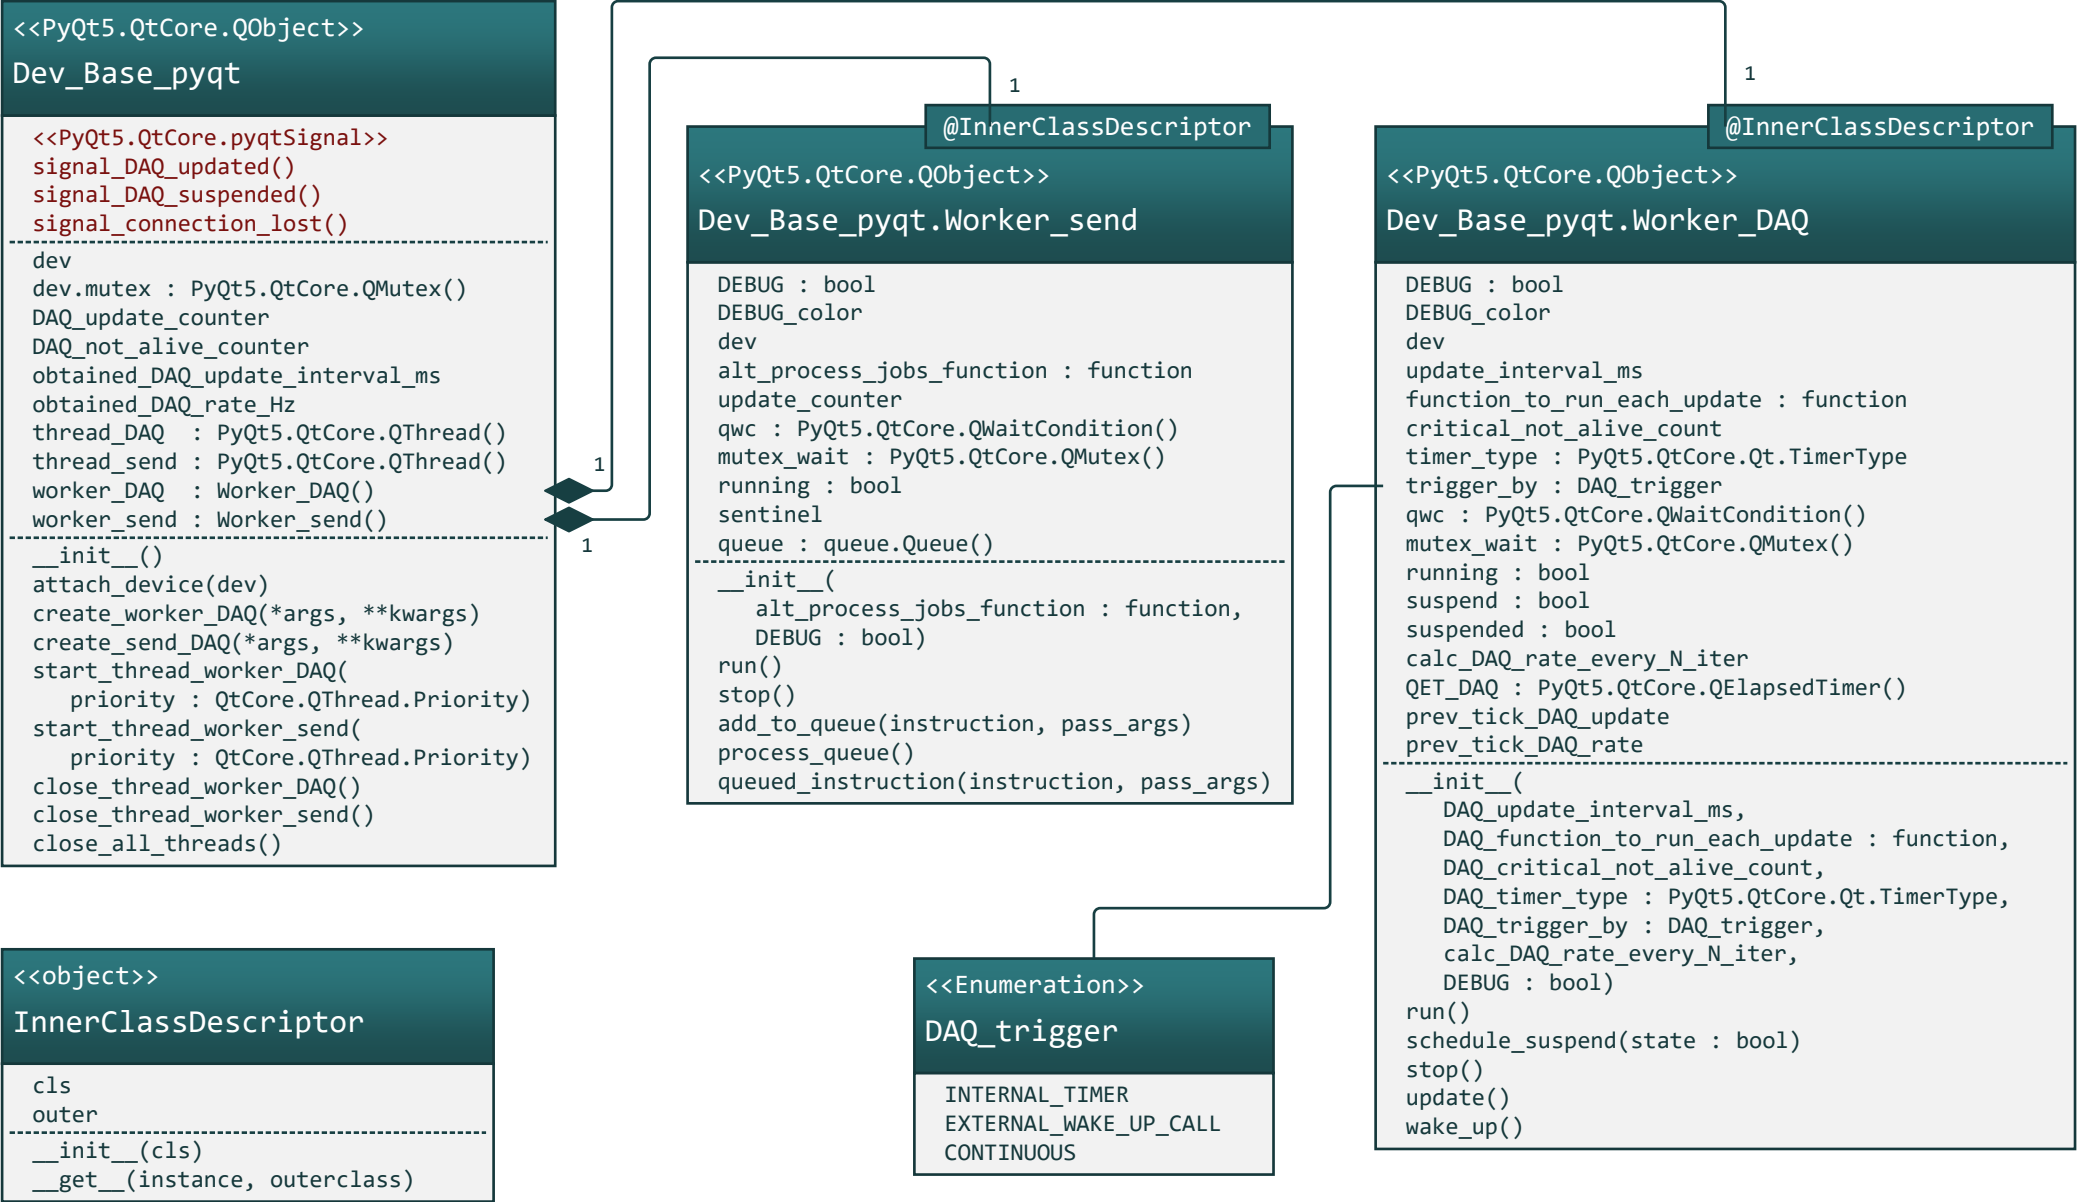 <<PyQt5.QtCore.QObject>>
Dev_Base_pyqt
<<PyQt5.QtCore.pyqtSignal>>
signal_DAQ_updated()
signal_DAQ_suspended()
signal_connection_lost()
dev
dev.mutex : PyQt5.QtCore.QMutex()
DAQ_update_counter
DAQ_not_alive_counter
obtained_DAQ_update_interval_ms
obtained_DAQ_rate_Hz
thread_DAQ  : PyQt5.QtCore.QThread()
thread_send : PyQt5.QtCore.QThread()
worker_DAQ  : Worker_DAQ()
worker_send : Worker_send()
__init__()
attach_device(dev)
create_worker_DAQ(*args, **kwargs)
create_send_DAQ(*args, **kwargs)
start_thread_worker_DAQ(
priority : QtCore.QThread.Priority)
start_thread_worker_send(
priority : QtCore.QThread.Priority)
close_thread_worker_DAQ()
close_thread_worker_send()
close_all_threads()
1
1
1
@InnerClassDescriptor
<<PyQt5.QtCore.QObject>>
Dev_Base_pyqt.Worker_send
DEBUG : bool
DEBUG_color
dev
alt_process_jobs_function : function
update_counter
qwc : PyQt5.QtCore.QWaitCondition()
mutex_wait : PyQt5.QtCore.QMutex()
running : bool
sentinel
queue : queue.Queue()
__init__(
alt_process_jobs_function : function,
DEBUG : bool)
run()
stop()
add_to_queue(instruction, pass_args)
process_queue()
queued_instruction(instruction, pass_args)
1
@InnerClassDescriptor
<<PyQt5.QtCore.QObject>>
Dev_Base_pyqt.Worker_DAQ
DEBUG : bool
DEBUG_color
dev
update_interval_ms
function_to_run_each_update : function
critical_not_alive_count
timer_type : PyQt5.QtCore.Qt.TimerType
trigger_by : DAQ_trigger
qwc : PyQt5.QtCore.QWaitCondition()
mutex_wait : PyQt5.QtCore.QMutex()
running : bool
suspend : bool
suspended : bool
calc_DAQ_rate_every_N_iter
QET_DAQ : PyQt5.QtCore.QElapsedTimer()
prev_tick_DAQ_update
prev_tick_DAQ_rate
__init__(
DAQ_update_interval_ms,
DAQ_function_to_run_each_update : function,
DAQ_critical_not_alive_count,
DAQ_timer_type : PyQt5.QtCore.Qt.TimerType,
DAQ_trigger_by : DAQ_trigger,
calc_DAQ_rate_every_N_iter,
DEBUG : bool)
run()
schedule_suspend(state : bool)
stop()
update()
wake_up()
<<object>>
InnerClassDescriptor
cls
outer
__init__(cls)
__get__(instance, outerclass)
<<Enumeration>>
DAQ_trigger
INTERNAL_TIMER
EXTERNAL_WAKE_UP_CALL
CONTINUOUS